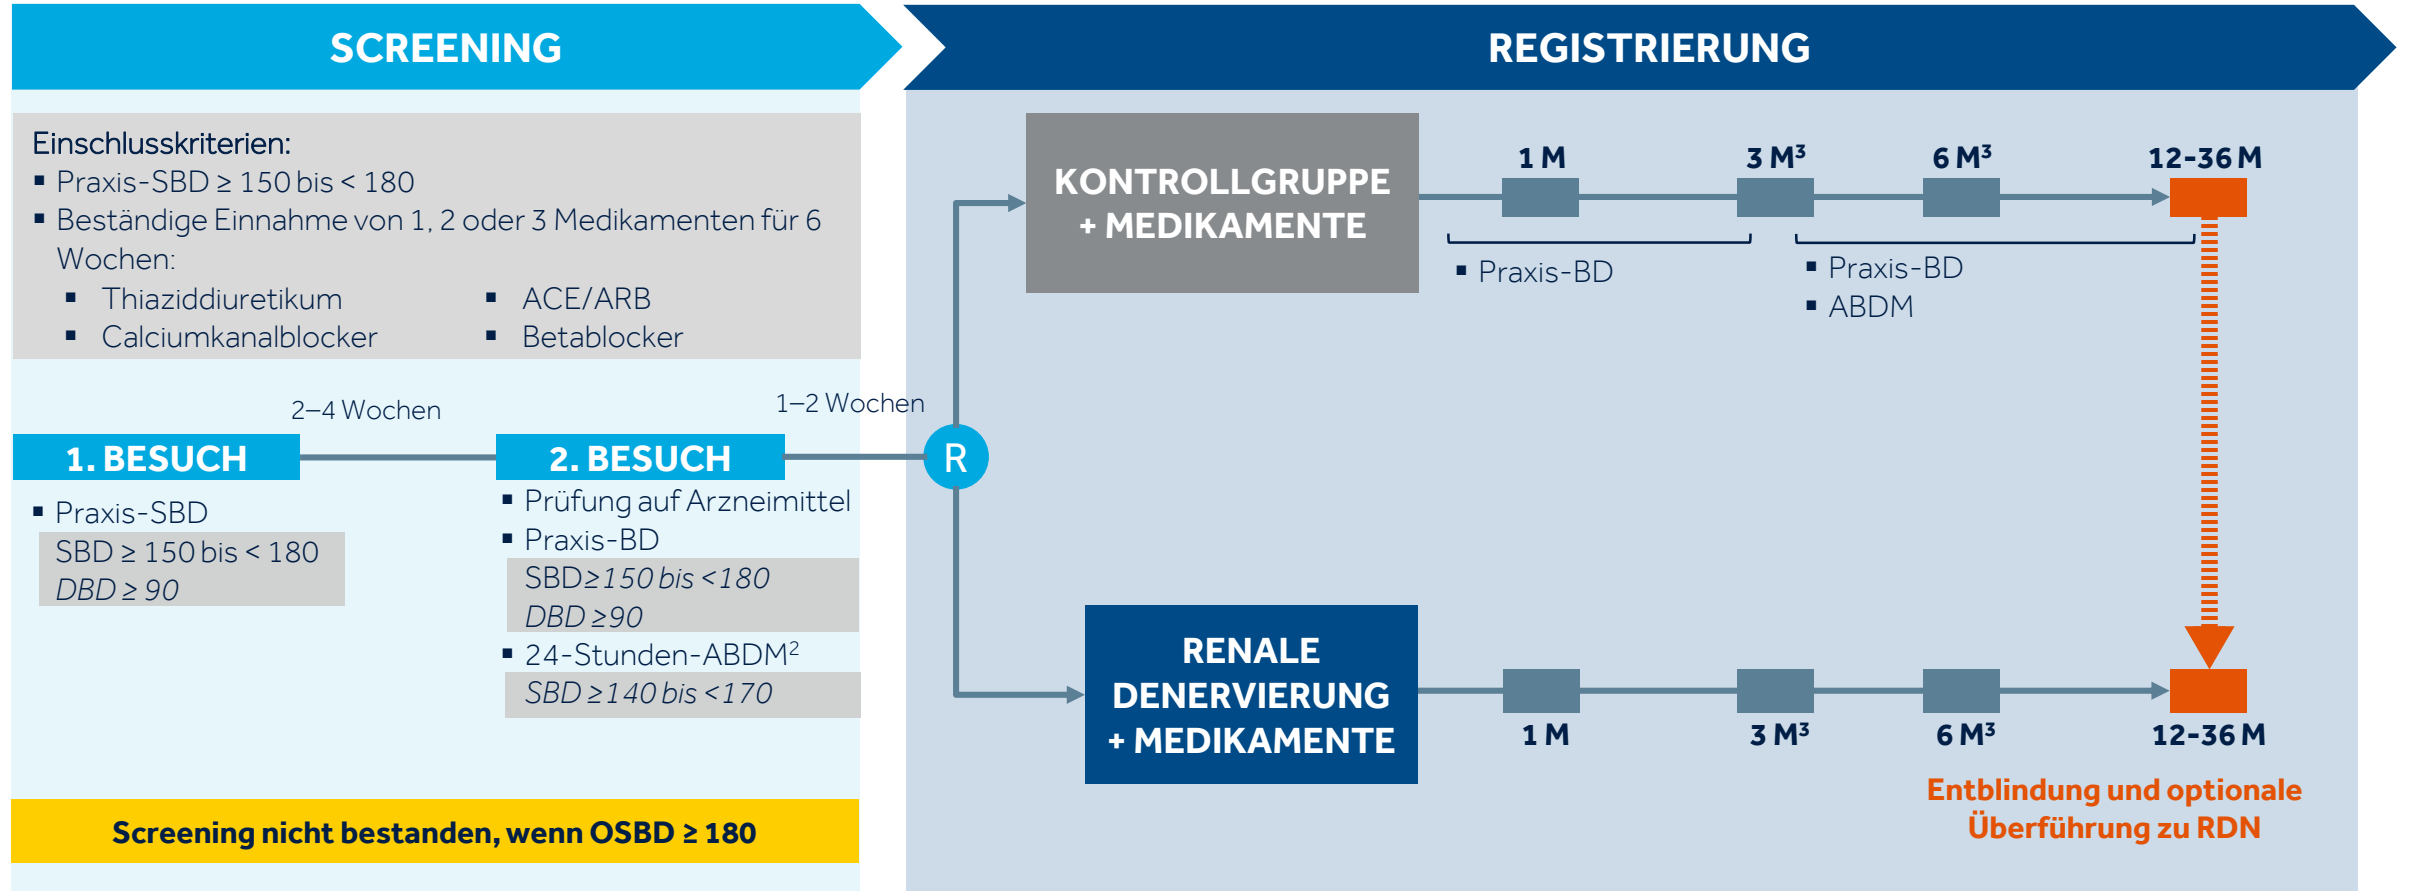 SCREENING
Einschlusskriterien:
▪ Praxis-SBD ≥ 150 bis < 180
▪ Beständige Einnahme von 1, 2 oder 3 Medikamenten für 6
Wochen:
▪ Thiaziddiuretikum
▪ ACE/ARB
▪ Calciumkanalblocker
▪ Betablocker
2–4 Wochen
1–2 Wochen
1. BESUCH
▪ Praxis-SBD
SBD ≥ 150 bis < 180
DBD ≥ 90
2. BESUCH
▪ Prüfung auf Arzneimittel
▪ Praxis-BD
SBD≥150 bis <180
DBD ≥90
▪ 24-Stunden-ABDM²
SBD ≥140 bis <170
Screening nicht bestanden, wenn OSBD ≥ 180
R
REGISTRIERUNG
KONTROLLGRUPPE
+ MEDIKAMENTE
1 M
3 M³
6 M³
12-36 M
▪ Praxis-BD
▪ Praxis-BD
▪ ABDM
RENALE
DENERVIERUNG
+ MEDIKAMENTE
1 M
3 M³
6 M³
12-36 M
Entblindung und optionale
Überführung zu RDN